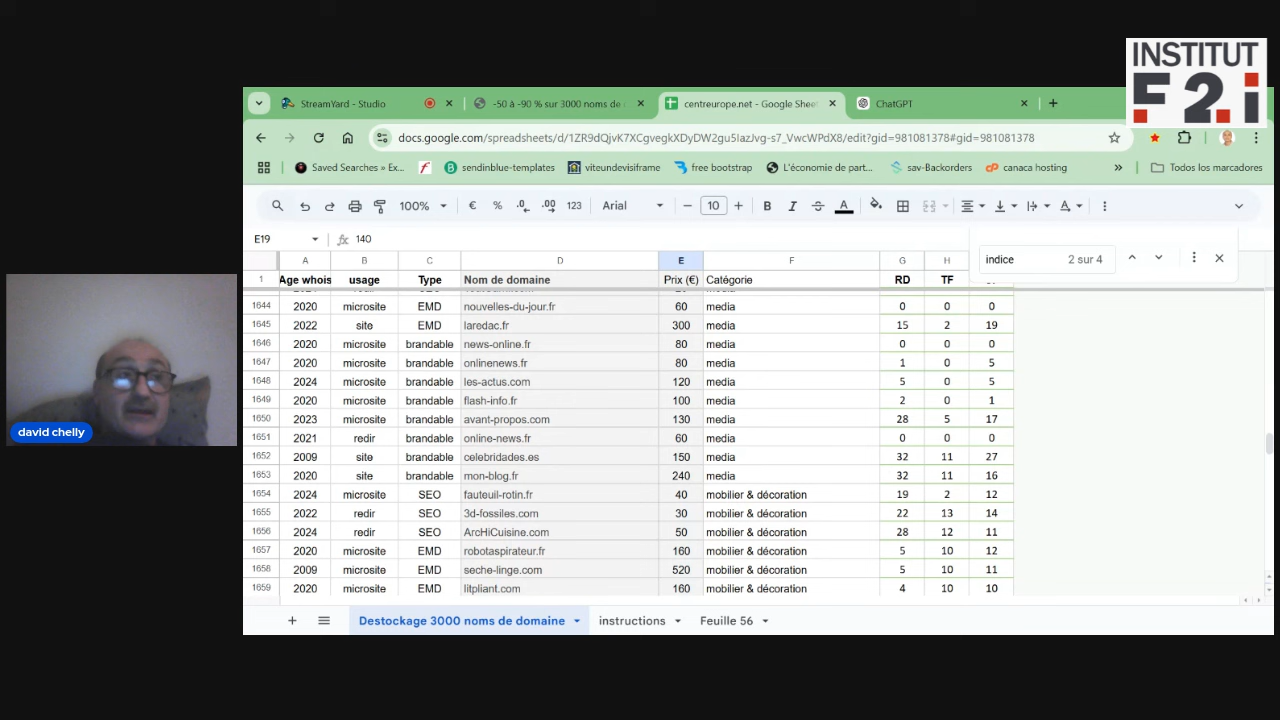 INSTITUT
F2i
StreamYard - Studio
-50 à -90 % sur 3000 noms de
centreurope.net - Google Sheet
ChatGPT
docs.google.com/spreadsheets/d/1ZR9dQjvK7XCgvegkXDyDW2gu5IazJvg-s7_VwcWPdX8/edit?gid=981081378#gid=981081378
Saved Searches » Ex...
sendinblue-templates
viteundevisiframe
free bootstrap
L'économie de part...
sav-Backorders
canaca hosting
Todos los marcadores
100% € % .0 .00 123 Arial 10 B I S A
E19 fx 140
indice 2 sur 4
A B C D E F G H
1 Age whois usage Type Nom de domaine Prix (€) Catégorie RD TF
1644 2020 microsite EMD nouvelles-du-jour.fr 60 media 0 0 0
1645 2022 site EMD laredac.fr 300 media 15 2 19
1646 2020 microsite brandable news-online.fr 80 media 0 0 0
1647 2020 microsite brandable onlinenews.fr 80 media 1 0 5
1648 2024 microsite brandable les-actus.com 120 media 5 0 5
1649 2020 microsite brandable flash-info.fr 100 media 2 0 1
1650 2023 microsite brandable avant-propos.com 130 media 28 5 17
1651 2021 redir brandable online-news.fr 60 media 0 0 0
1652 2009 site brandable celebridades.es 150 media 32 11 27
1653 2020 site brandable mon-blog.fr 240 media 32 11 16
1654 2024 microsite SEO fauteuil-rotin.fr 40 mobilier & décoration 19 2 12
1655 2022 redir SEO 3d-fossiles.com 30 mobilier & décoration 22 13 14
1656 2024 redir SEO ArcHiCuisine.com 50 mobilier & décoration 28 12 11
1657 2020 microsite EMD robotaspirateur.fr 160 mobilier & décoration 5 10 12
1658 2009 microsite EMD seche-linge.com 520 mobilier & décoration 5 10 11
1659 2020 microsite EMD litpliant.com 160 mobilier & décoration 4 10 10
Destockage 3000 noms de domaine
instructions
Feuille 56
david chelly